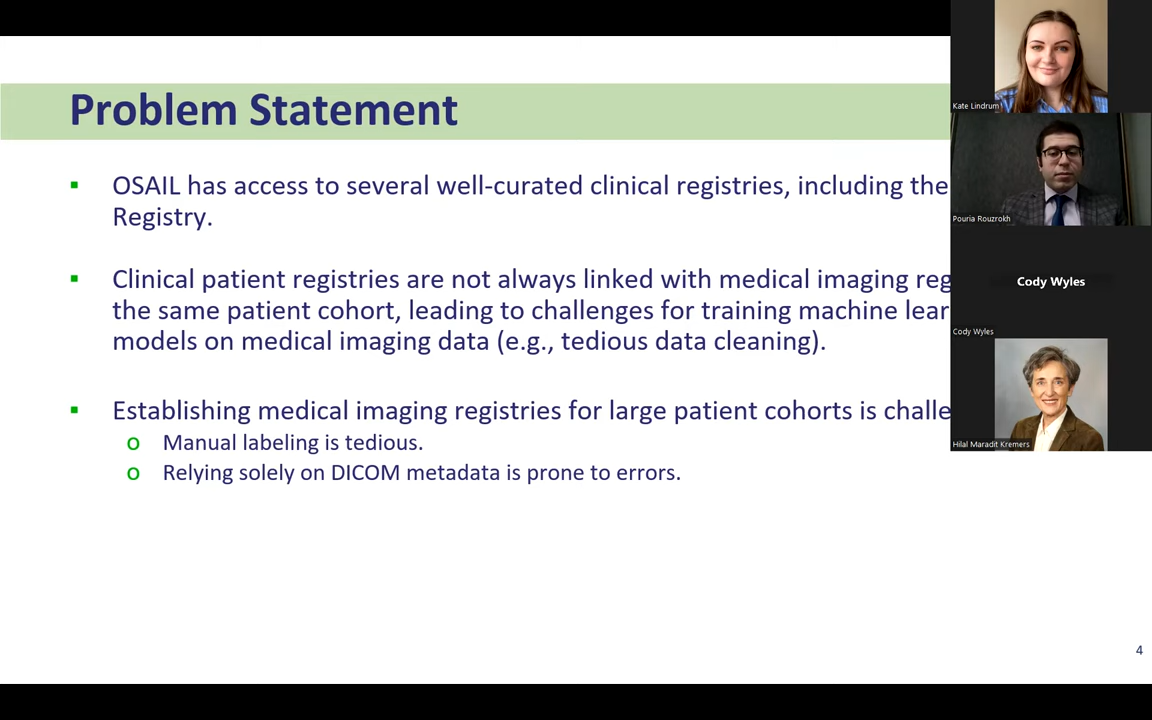 Problem Statement
▪ OSAIL has access to several well-curated clinical registries, including the
Registry.
▪ Clinical patient registries are not always linked with medical imaging reg
the same patient cohort, leading to challenges for training machine lear
models on medical imaging data (e.g., tedious data cleaning).
▪ Establishing medical imaging registries for large patient cohorts is challe
o Manual labeling is tedious.
o Relying solely on DICOM metadata is prone to errors.
4
Kate Lindrum
Pouria Rouzrokh
Cody Wyles
Cody Wyles
Hilal Maradit Kremers